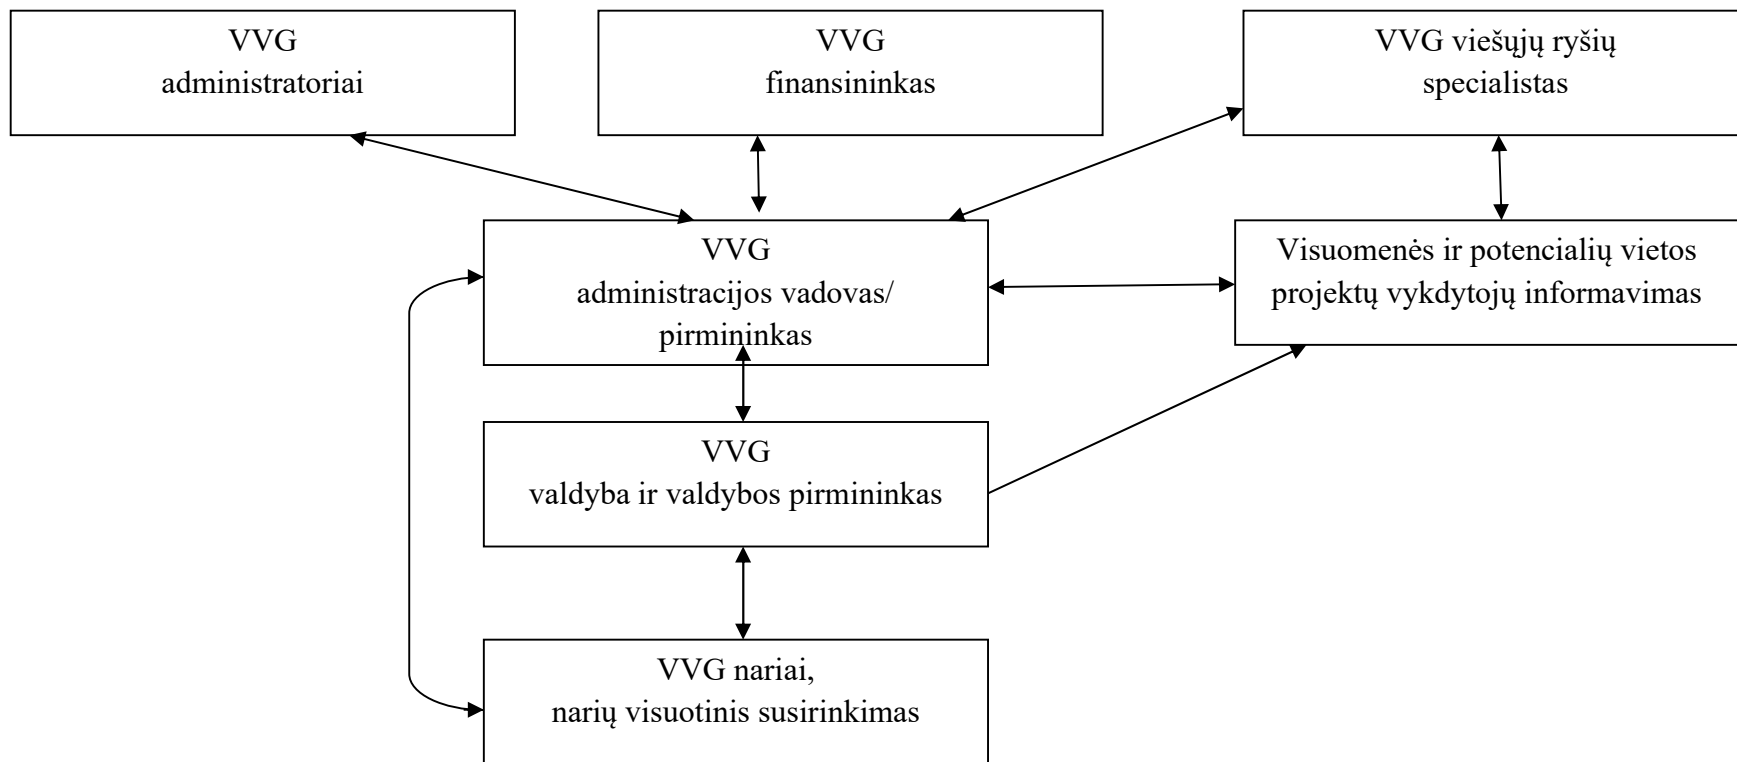 VVG
administratoriai
VVG
finansininkas
VVG viešųjų ryšių
specialistas
VVG
administracijos vadovas/
pirmininkas
Visuomenės ir potencialių vietos
projektų vykdytojų informavimas
VVG
valdyba ir valdybos pirmininkas
VVG nariai,
narių visuotinis susirinkimas